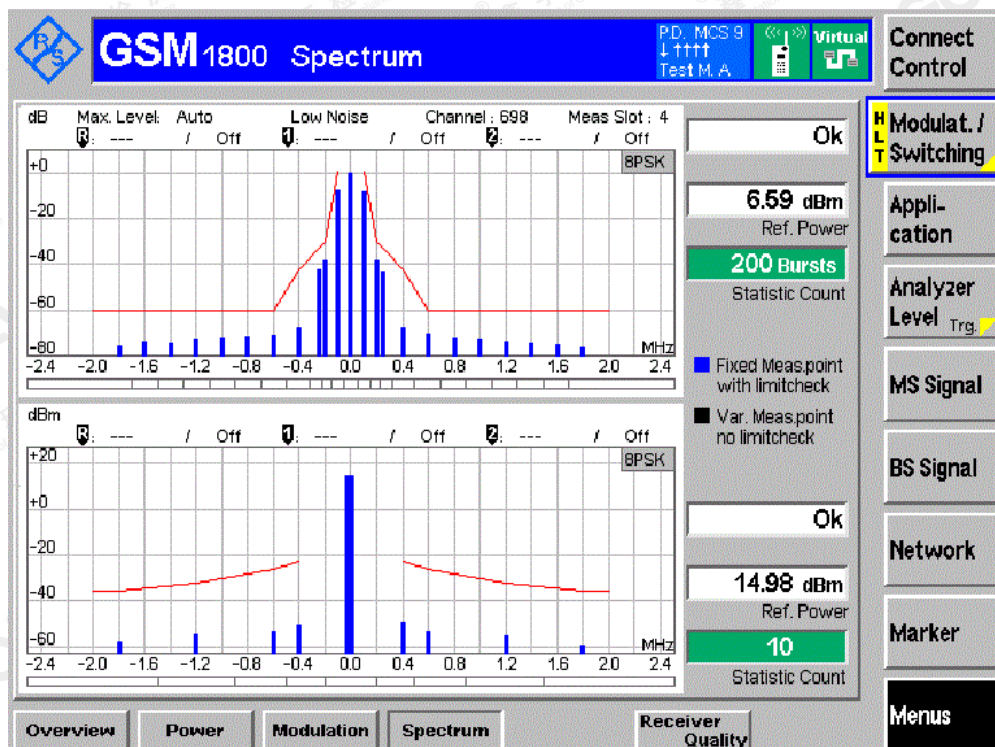 R/S
GSM 1800 Spectrum
P.D. MCS 9
↓ ↑↑↑↑
Test M. A.
Virtual
Connect Control
dB Max. Level: Auto Low Noise Channel : 698 Meas Slot : 4
R: --- / Off 1: --- / Off 2: --- / Off
8PSK
+0
-20
-40
-60
-80
MHz
-2.4 -2.0 -1.6 -1.2 -0.8 -0.4 0.0 0.4 0.8 1.2 1.6 2.0 2.4
Ok
6.59 dBm
Ref. Power
200 Bursts
Statistic Count
Fixed Meas.point
with limitcheck
Var. Meas.point
no limitcheck
dBm
R: --- / Off 1: --- / Off 2: --- / Off
8PSK
+20
+0
-20
-40
-60
MHz
-2.4 -2.0 -1.6 -1.2 -0.8 -0.4 0.0 0.4 0.8 1.2 1.6 2.0 2.4
Ok
14.98 dBm
Ref. Power
10
Statistic Count
HLT
Modulat. /
Switching
Appli-
cation
Analyzer
Level Trg.
MS Signal
BS Signal
Network
Marker
Menus
Overview Power Modulation Spectrum Receiver
Quality